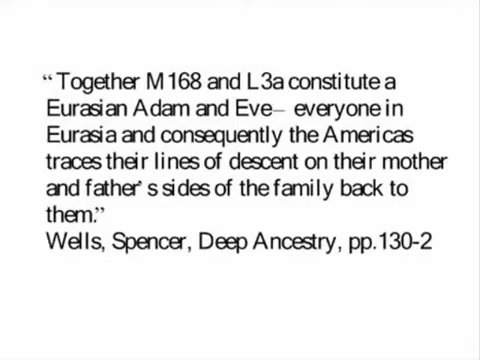 “ Together M168 and L3a constitute a
Eurasian Adam and Eve– everyone in
Eurasia and consequently the Americas
traces their lines of descent on their mother
and father’s sides of the family back to
them.”
Wells, Spencer, Deep Ancestry, pp.130-2